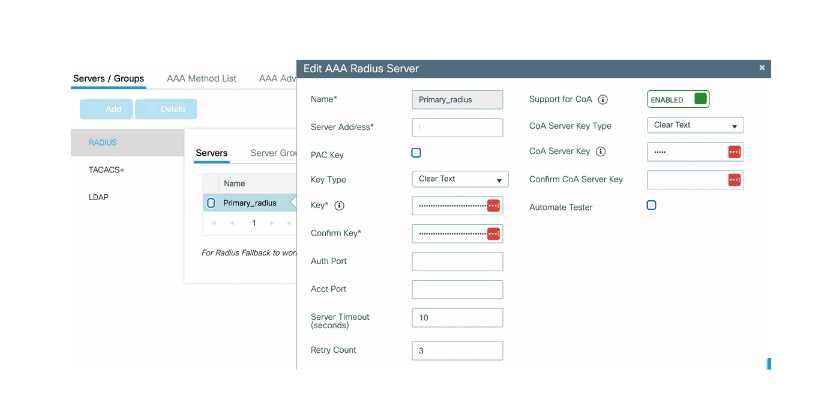 Edit AAA Radius Server
Servers / Groups AAA Method List AAA Adv
Add Delete
RADIUS
TACACS+
LDAP
Servers Server Grou
Name
Primary_radius
1
For Radius Fallback to wor
Name* Primary_radius
Server Address*
PAC Key
Key Type Clear Text
Key*
Confirm Key*
Auth Port
Acct Port
Server Timeout
(seconds) 10
Retry Count 3
Support for CoA ENABLED
CoA Server Key Type Clear Text
CoA Server Key
Confirm CoA Server Key
Automate Tester